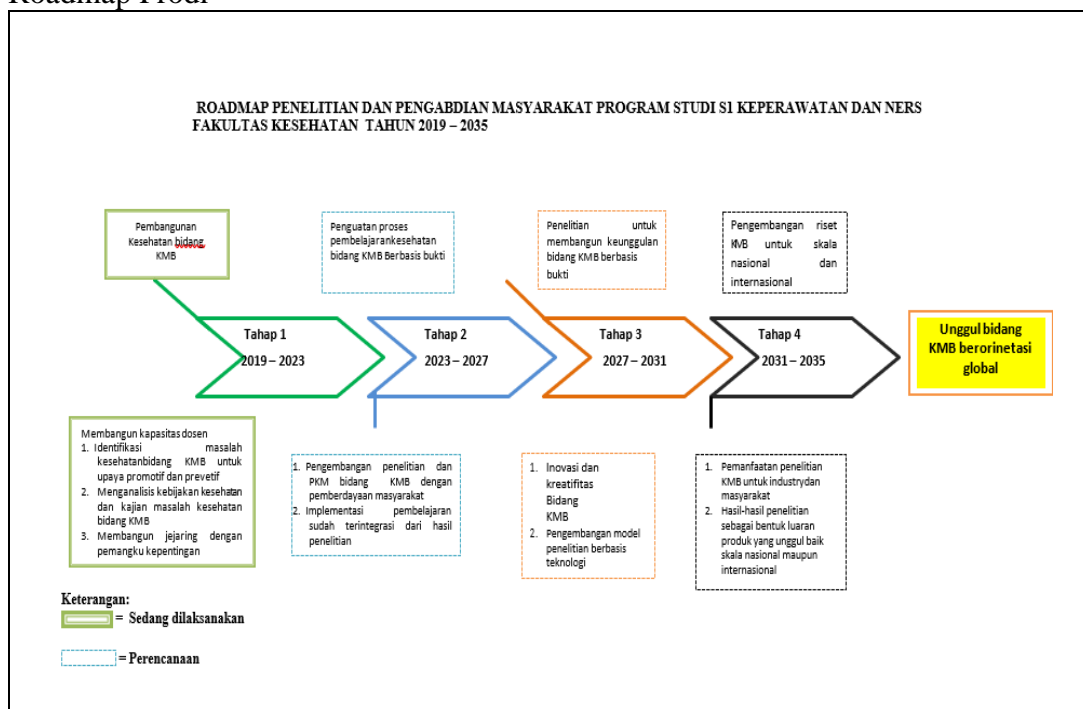 Roadmap Prodi
ROADMAP PENELITIAN DAN PENGABDIAN MASYARAKAT PROGRAM STUDI S1 KEPERAWATAN DAN NERS
FAKULTAS KESEHATAN TAHUN 2019 – 2035
Pembangunan
Kesehatan bidang
KMB
Penguatan proses
pembelajarankesehatan
bidang KMB Berbasis bukti
Penelitian untuk
membangun keunggulan
bidang KMB berbasis
bukti
Pengembangan riset
KMB untuk skala
nasional dan
internasional
Tahap 1
2019 – 2023
Tahap 2
2023 – 2027
Tahap 3
2027 – 2031
Tahap 4
2031 – 2035
Unggul bidang
KMB berorinetasi
global
Membangun kapasitas dosen
1. Identifikasi masalah
kesehatanbidang KMB untuk
upaya promotif dan prevetif
2. Menganalisis kebijakan kesehatan
dan kajian masalah kesehatan
bidang KMB
3. Membangun jejaring dengan
pemangku kepentingan
1. Pengembangan penelitian dan
PKM bidang KMB dengan
pemberdayaan masyarakat
2. Implementasi pembelajaran
sudah terintegrasi dari hasil
penelitian
1. Inovasi dan
kreatifitas
Bidang
KMB
2. Pengembangan model
penelitian berbasis
teknologi
1. Pemanfaatan penelitian
KMB untuk industrydan
masyarakat
2. Hasil-hasil penelitian
sebagai bentuk luaran
produk yang unggul baik
skala nasional maupun
internasional
Keterangan:
= Sedang dilaksanakan
= Perencanaan